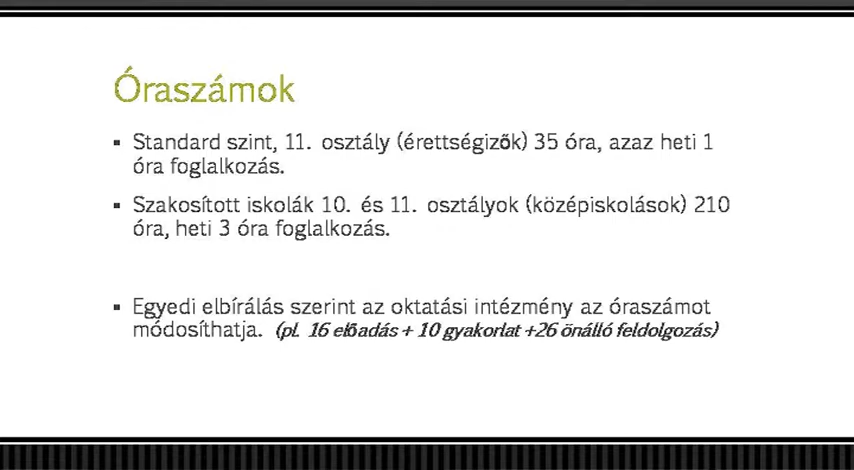 Óraszámok
▪ Standard szint, 11. osztály (érettségizők) 35 óra, azaz heti 1
óra foglalkozás.
▪ Szakosított iskolák 10. és 11. osztályok (középiskolások) 210
óra, heti 3 óra foglalkozás.
▪ Egyedi elbírálás szerint az oktatási intézmény az óraszámot
módosíthatja. (pl. 16 előadás + 10 gyakorlat +26 önálló feldolgozás)